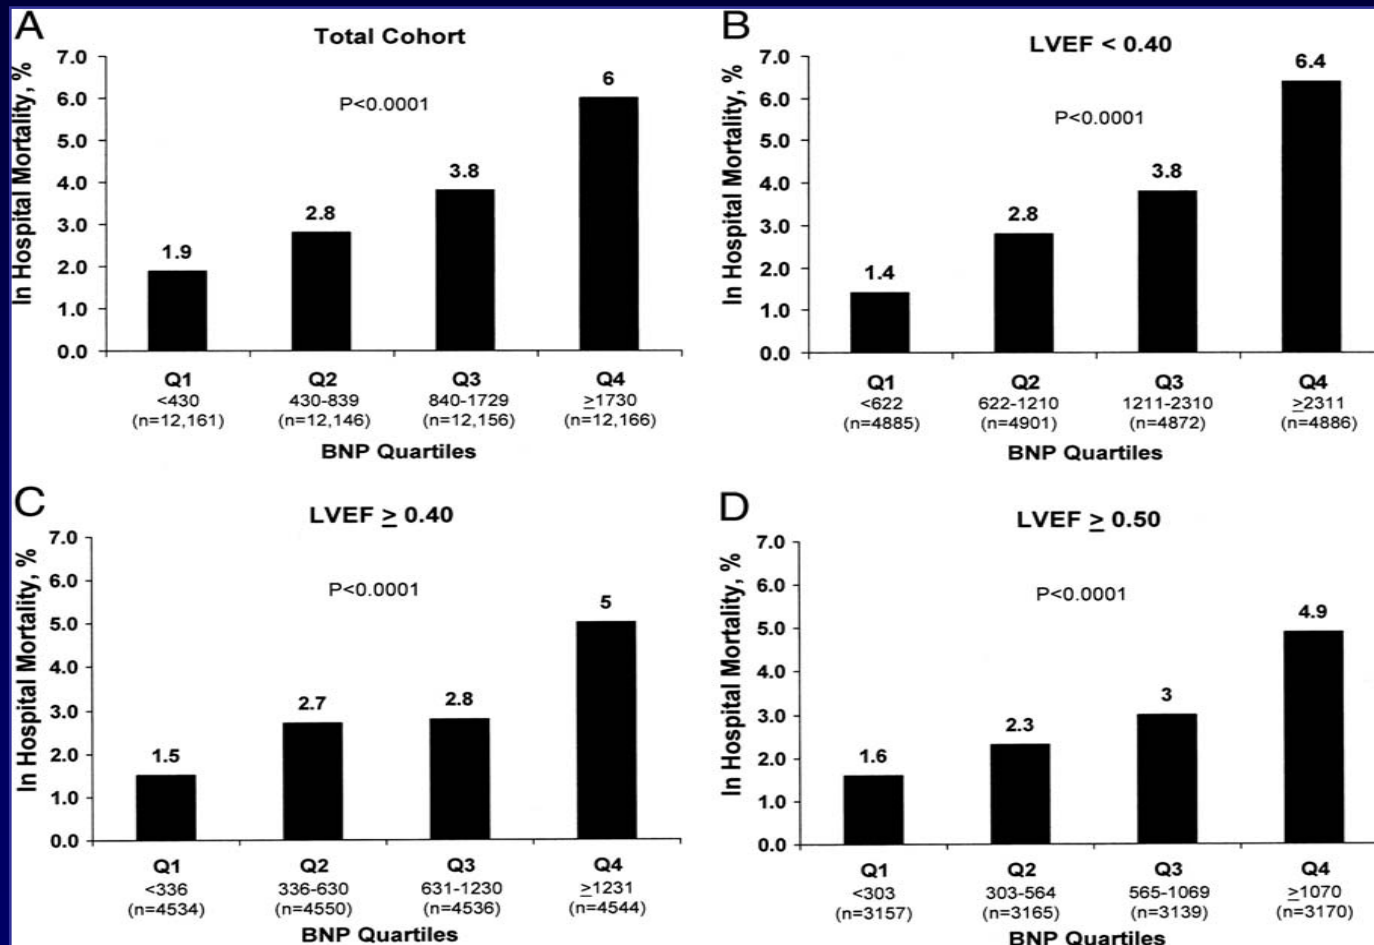 A
Total Cohort
In Hospital Mortality, %
7.0
6.0
5.0
4.0
3.0
2.0
1.0
0.0
P<0.0001
1.9
2.8
3.8
6
Q1 Q2 Q3 Q4
<430 430-839 840-1729 ≥1730
(n=12,161) (n=12,146) (n=12,156) (n=12,166)
BNP Quartiles
B
LVEF < 0.40
In Hospital Mortality, %
7.0
6.0
5.0
4.0
3.0
2.0
1.0
0.0
P<0.0001
1.4
2.8
3.8
6.4
Q1 Q2 Q3 Q4
<622 622-1210 1211-2310 ≥2311
(n=4885) (n=4901) (n=4872) (n=4886)
BNP Quartiles
C
LVEF ≥ 0.40
In Hospital Mortality, %
7.0
6.0
5.0
4.0
3.0
2.0
1.0
0.0
P<0.0001
1.5
2.7
2.8
5
Q1 Q2 Q3 Q4
<336 336-630 631-1230 ≥1231
(n=4534) (n=4550) (n=4536) (n=4544)
BNP Quartiles
D
LVEF ≥ 0.50
In Hospital Mortality, %
7.0
6.0
5.0
4.0
3.0
2.0
1.0
0.0
P<0.0001
1.6
2.3
3
4.9
Q1 Q2 Q3 Q4
<303 303-564 565-1069 ≥1070
(n=3157) (n=3165) (n=3139) (n=3170)
BNP Quartiles